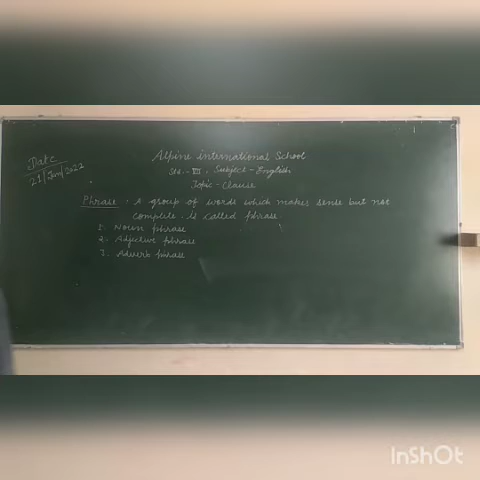 Date
21/Jan/2022
Alpine international School
Std.- VII, Subject - English
Topic - Clause
Phrase : A group of words which makes sense but not
complete is called phrase.
1. Noun phrase
2. Adjective phrase
3. Adverb phrase
InShOt